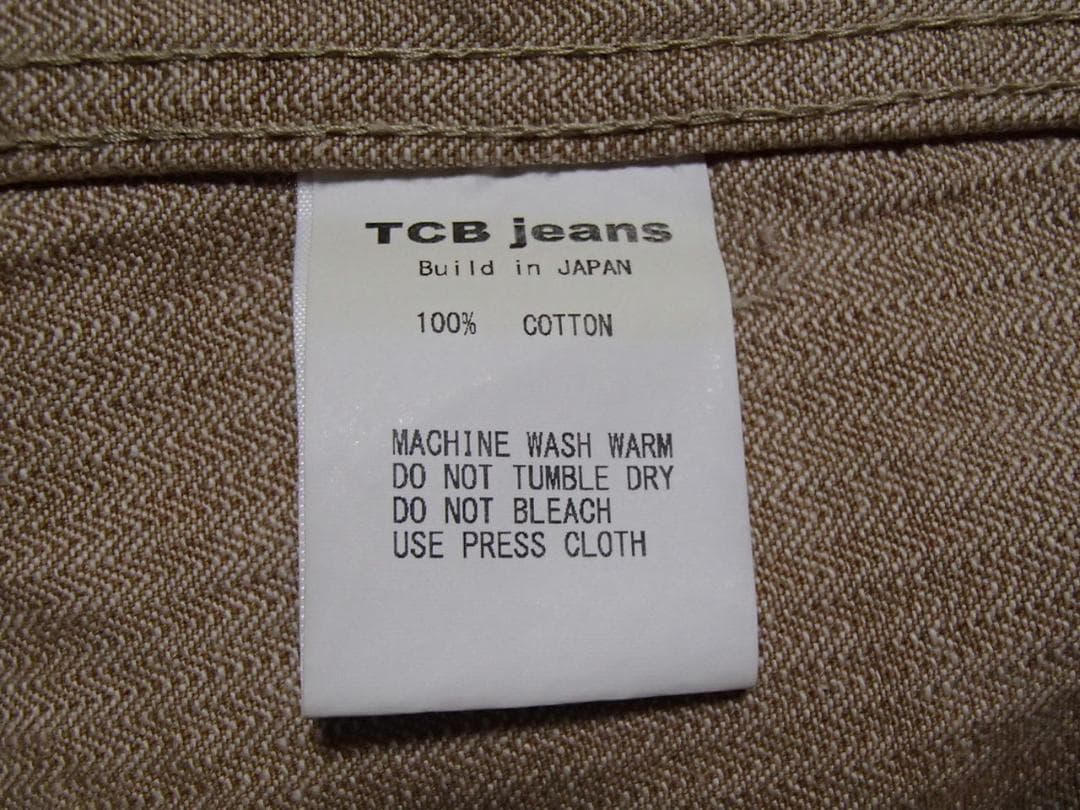 TCB jeans
Build in JAPAN
100% COTTON
MACHINE WASH WARM
DO NOT TUMBLE DRY
DO NOT BLEACH
USE PRESS CLOTH